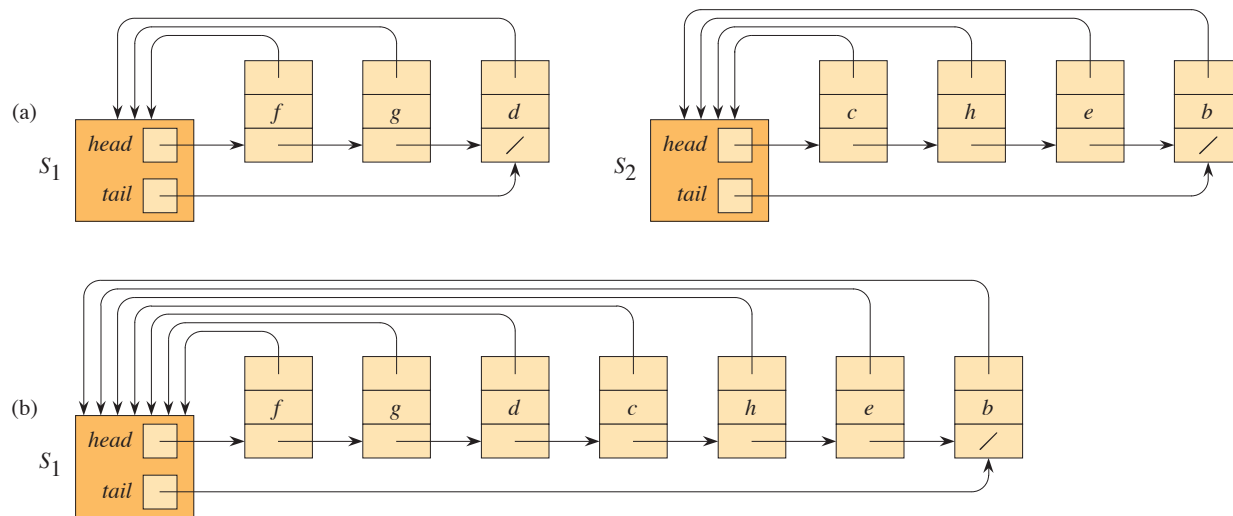 f g d c h e b
(a)
head head
S1 S2
tail tail
f g d c h e b
(b)
head
S1
tail